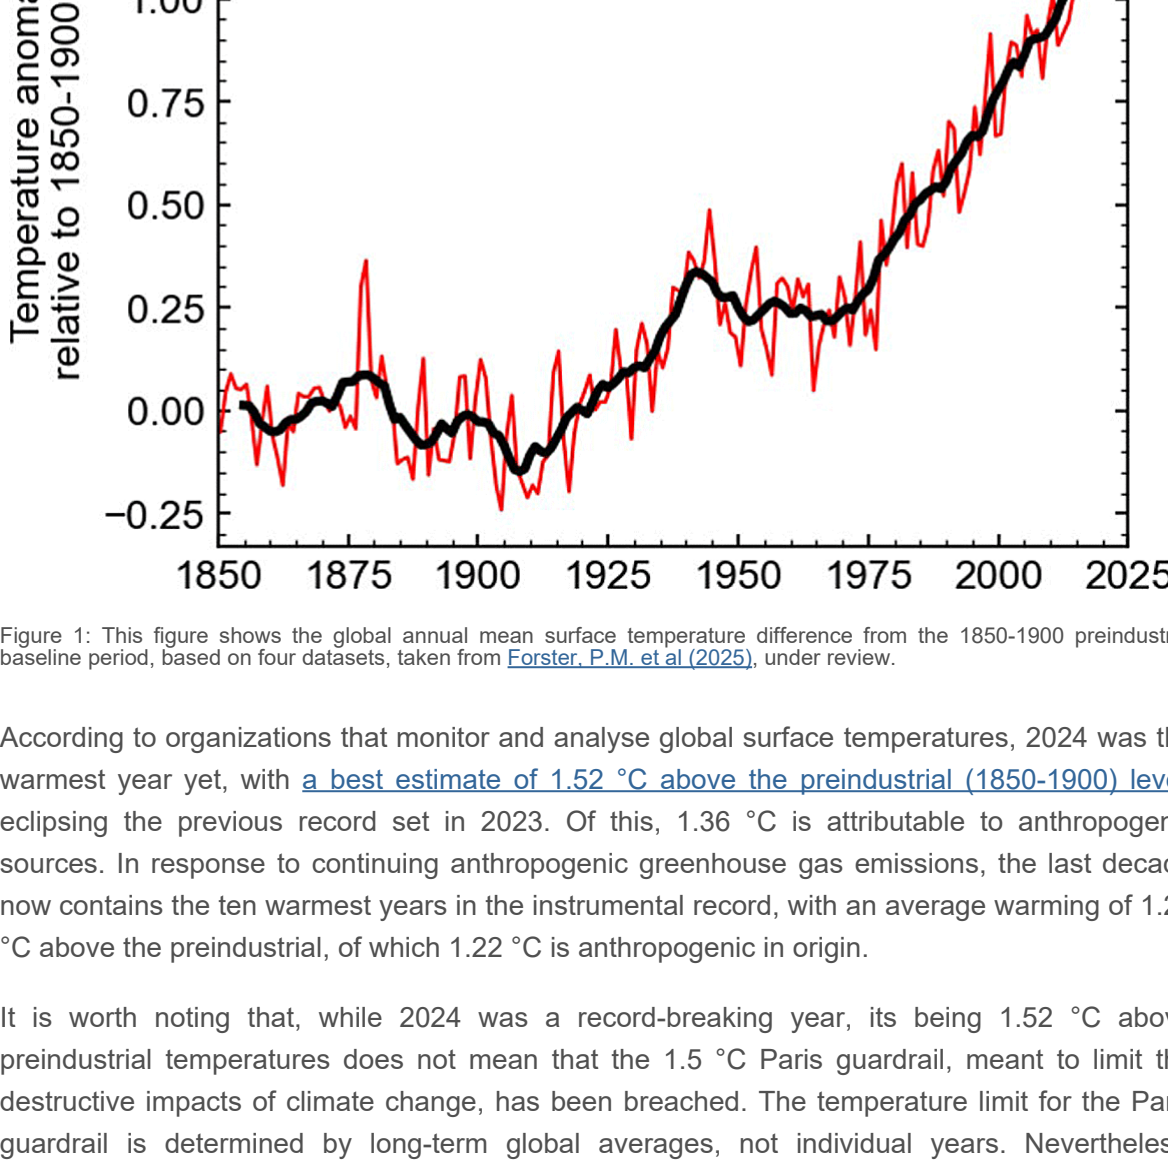 Temperature anoma
relative to 1850-1900
1.00
0.75
0.50
0.25
0.00
−0.25
1850 1875 1900 1925 1950 1975 2000 2025
Figure 1: This figure shows the global annual mean surface temperature difference from the 1850-1900 preindustr
baseline period, based on four datasets, taken from Forster, P.M. et al (2025), under review.
According to organizations that monitor and analyse global surface temperatures, 2024 was th
warmest year yet, with a best estimate of 1.52 °C above the preindustrial (1850-1900) leve
eclipsing the previous record set in 2023. Of this, 1.36 °C is attributable to anthropogen
sources. In response to continuing anthropogenic greenhouse gas emissions, the last decad
now contains the ten warmest years in the instrumental record, with an average warming of 1.2
°C above the preindustrial, of which 1.22 °C is anthropogenic in origin.
It is worth noting that, while 2024 was a record-breaking year, its being 1.52 °C abov
preindustrial temperatures does not mean that the 1.5 °C Paris guardrail, meant to limit th
destructive impacts of climate change, has been breached. The temperature limit for the Par
guardrail is determined by long-term global averages, not individual years. Nevertheles